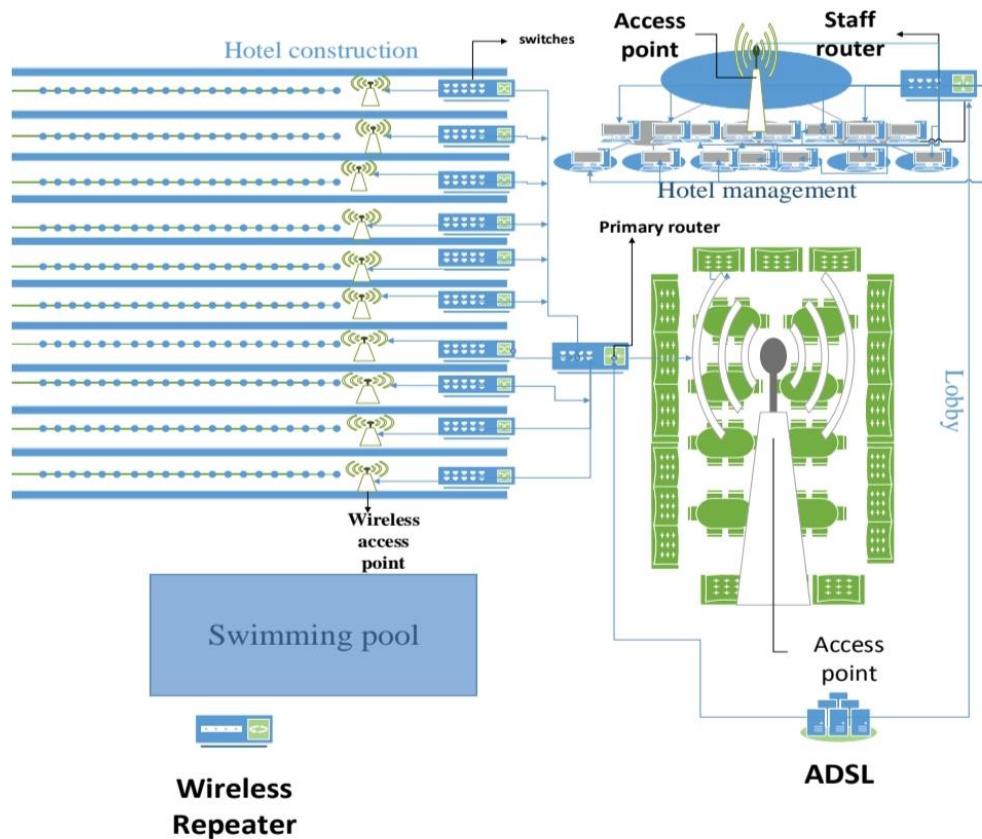 Hotel construction
switches
Access
point
Staff
router
Hotel management
Primary router
Lobby
Wireless
access
point
Swimming pool
Access
point
ADSL
Wireless
Repeater